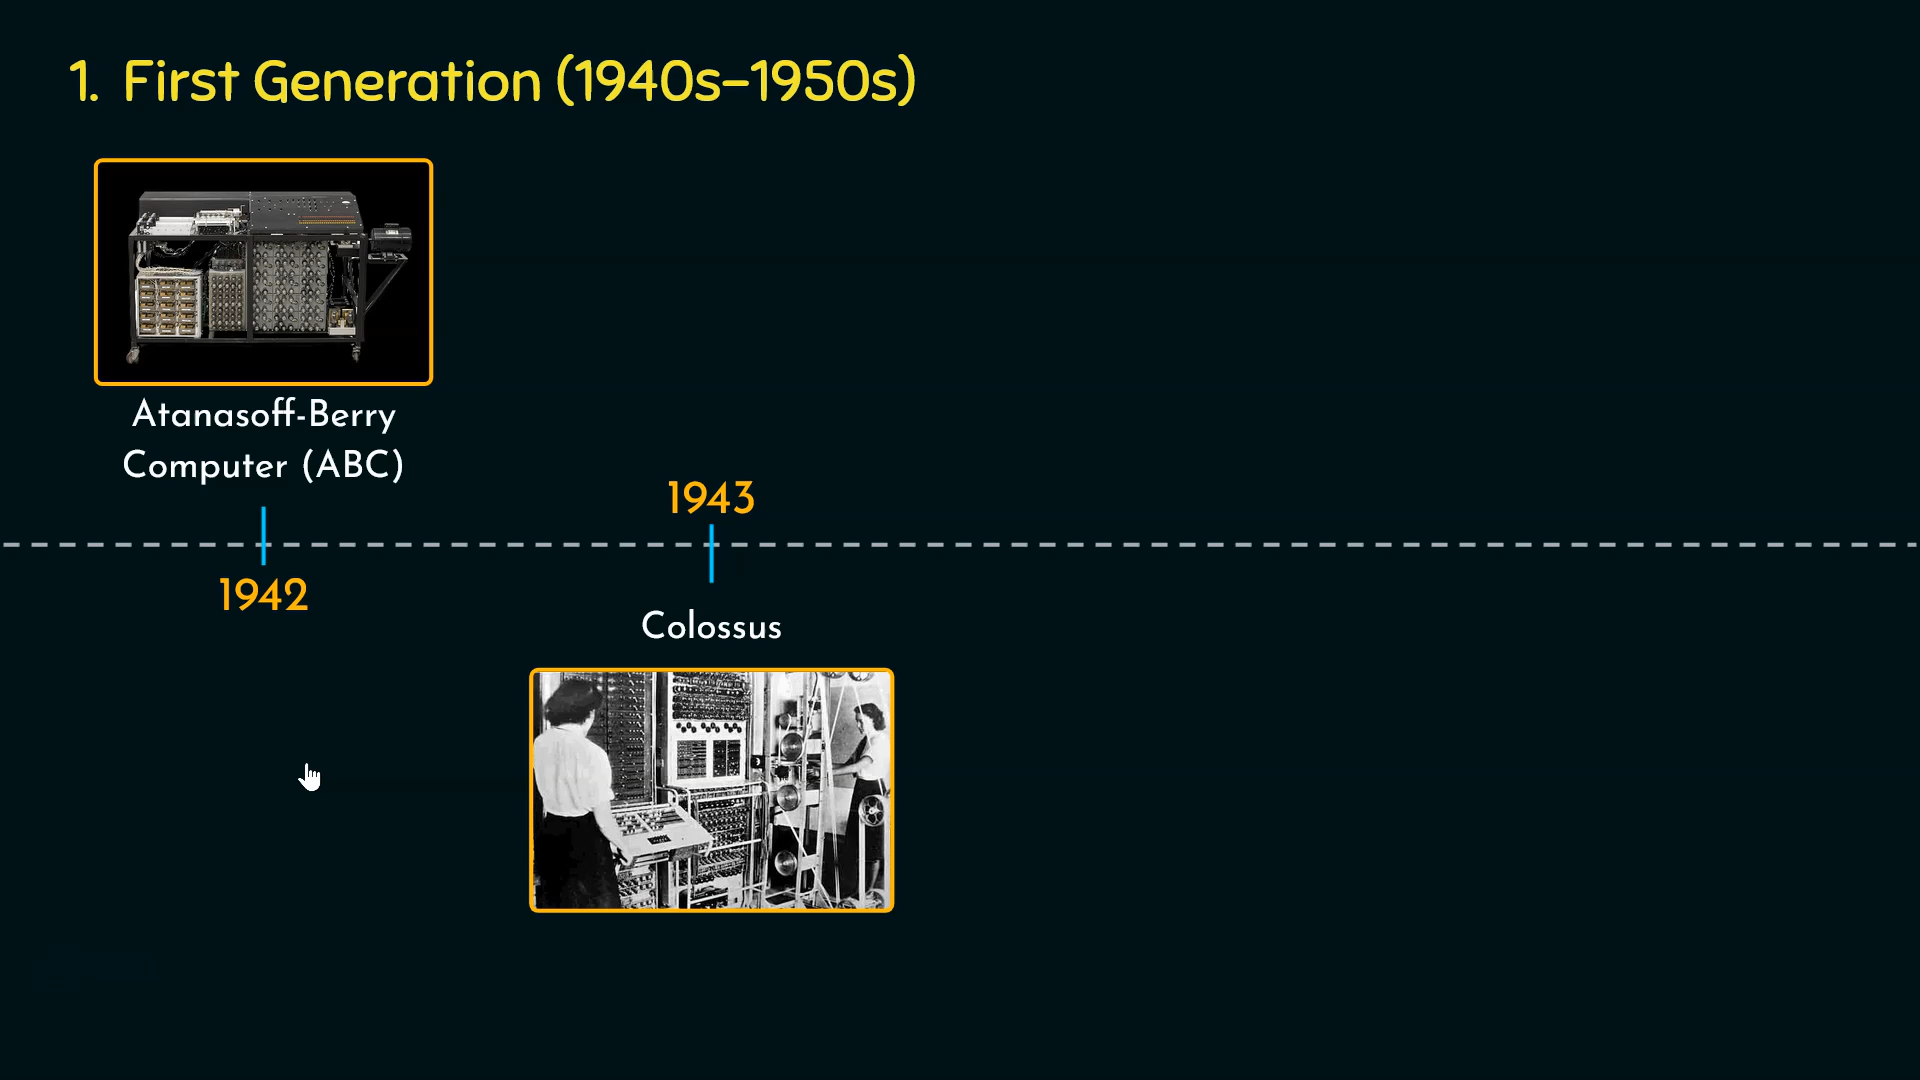 1. First Generation (1940s–1950s)
Atanasoff-Berry
Computer (ABC)
1942
1943
Colossus